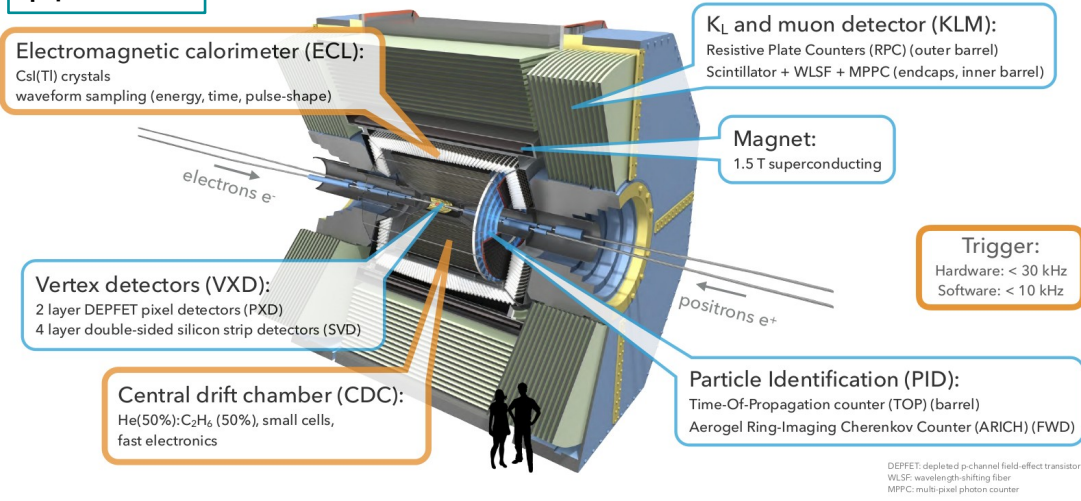 Electromagnetic calorimeter (ECL):
CsI(Tl) crystals
waveform sampling (energy, time, pulse-shape)
K_L and muon detector (KLM):
Resistive Plate Counters (RPC) (outer barrel)
Scintillator + WLSF + MPPC (endcaps, inner barrel)
Magnet:
1.5 T superconducting
electrons e⁻
Trigger:
Hardware: < 30 kHz
Software: < 10 kHz
Vertex detectors (VXD):
2 layer DEPFET pixel detectors (PXD)
4 layer double-sided silicon strip detectors (SVD)
positrons e⁺
Central drift chamber (CDC):
He(50%):C₂H₆ (50%), small cells,
fast electronics
Particle Identification (PID):
Time-Of-Propagation counter (TOP) (barrel)
Aerogel Ring-Imaging Cherenkov Counter (ARICH) (FWD)
DEPFET: depleted p-channel field-effect transistor
WLSF: wavelength-shifting fiber
MPPC: multi-pixel photon counter